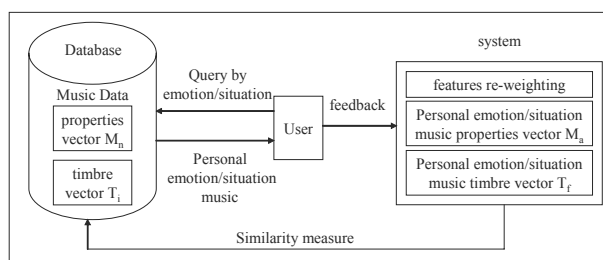 Database
Music Data
properties
vector Mn
timbre
vector Ti
Query by
emotion/situation
User
Personal
emotion/situation
music
feedback
system
features re-weighting
Personal emotion/situation
music properties vector Ma
Personal emotion/situation
music timbre vector Tf
Similarity measure